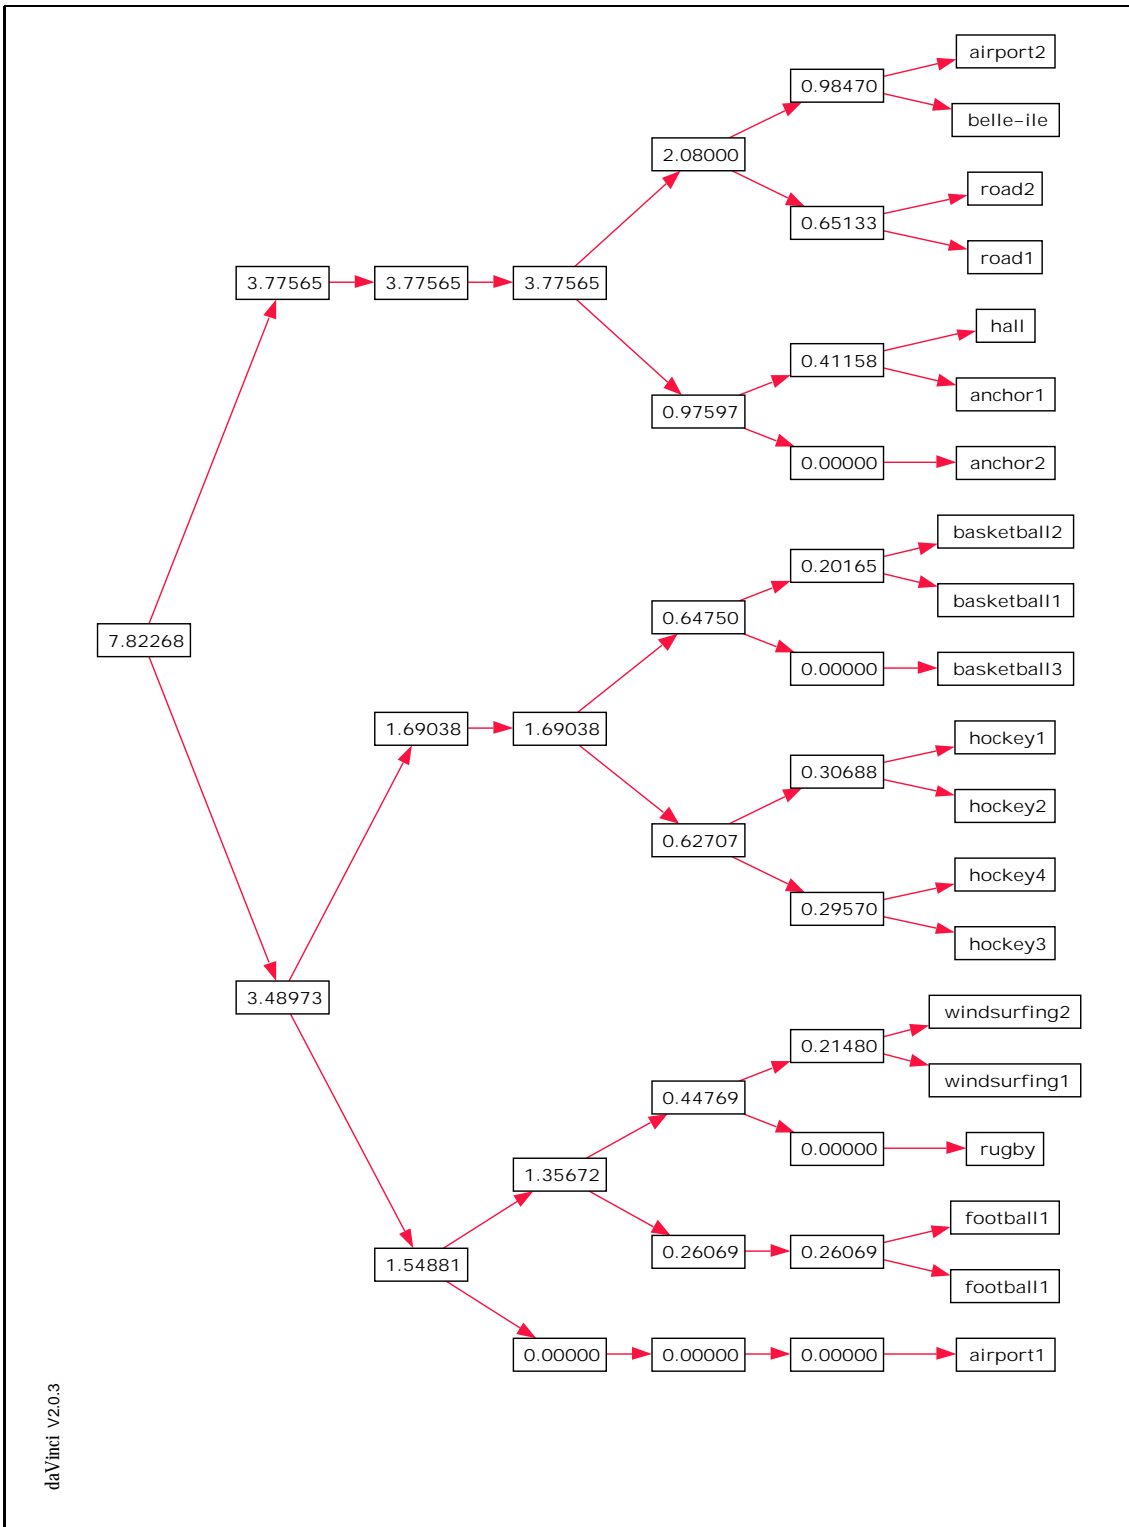 airport2
0.98470
belle-ile
2.08000
road2
0.65133
road1
3.77565
3.77565
3.77565
hall
0.41158
anchor1
0.97597
0.00000
anchor2
basketball2
0.20165
basketball1
0.64750
7.82268
0.00000
basketball3
1.69038
1.69038
hockey1
0.30688
hockey2
0.62707
hockey4
0.29570
hockey3
3.48973
windsurfing2
0.21480
windsurfing1
0.44769
0.00000
rugby
1.35672
football1
0.26069
0.26069
1.54881
football1
0.00000
0.00000
0.00000
airport1
daVinci V2.0.3